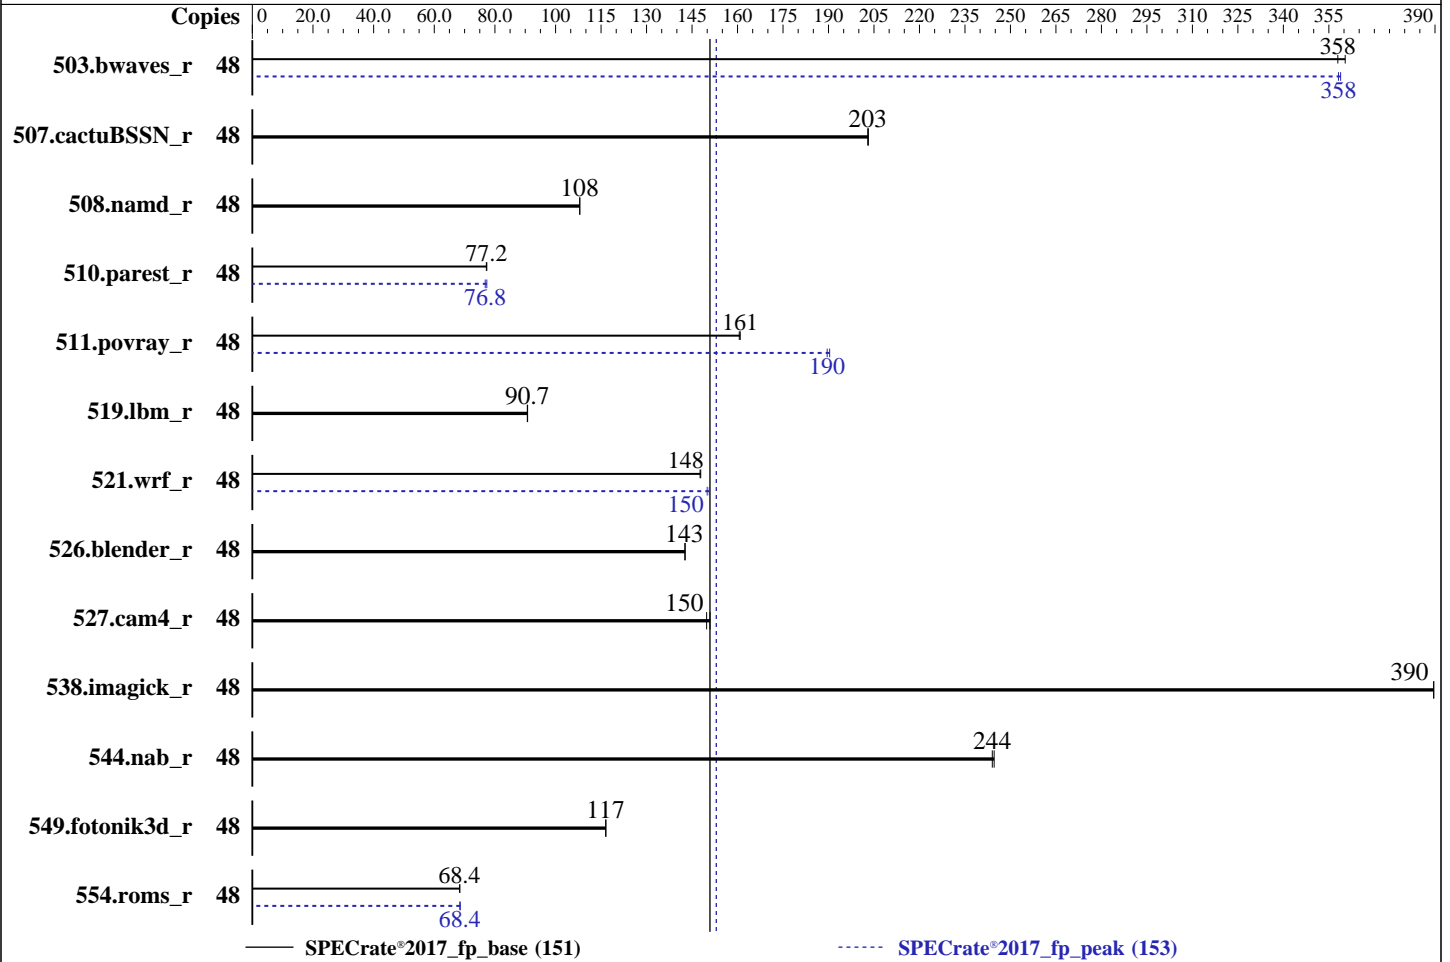 Copies 0 20.0 40.0 60.0 80.0 100 115 130 145 160 175 190 205 220 235 250 265 280 295 310 325 340 355 390
503.bwaves_r 48 358
358
507.cactuBSSN_r 48 203
508.namd_r 48 108
510.parest_r 48 77.2
76.8
511.povray_r 48 161
190
519.lbm_r 48 90.7
521.wrf_r 48 148
150
526.blender_r 48 143
527.cam4_r 48 150
538.imagick_r 48 390
544.nab_r 48 244
549.fotonik3d_r 48 117
554.roms_r 48 68.4
68.4
SPECrate®2017_fp_base (151) SPECrate®2017_fp_peak (153)